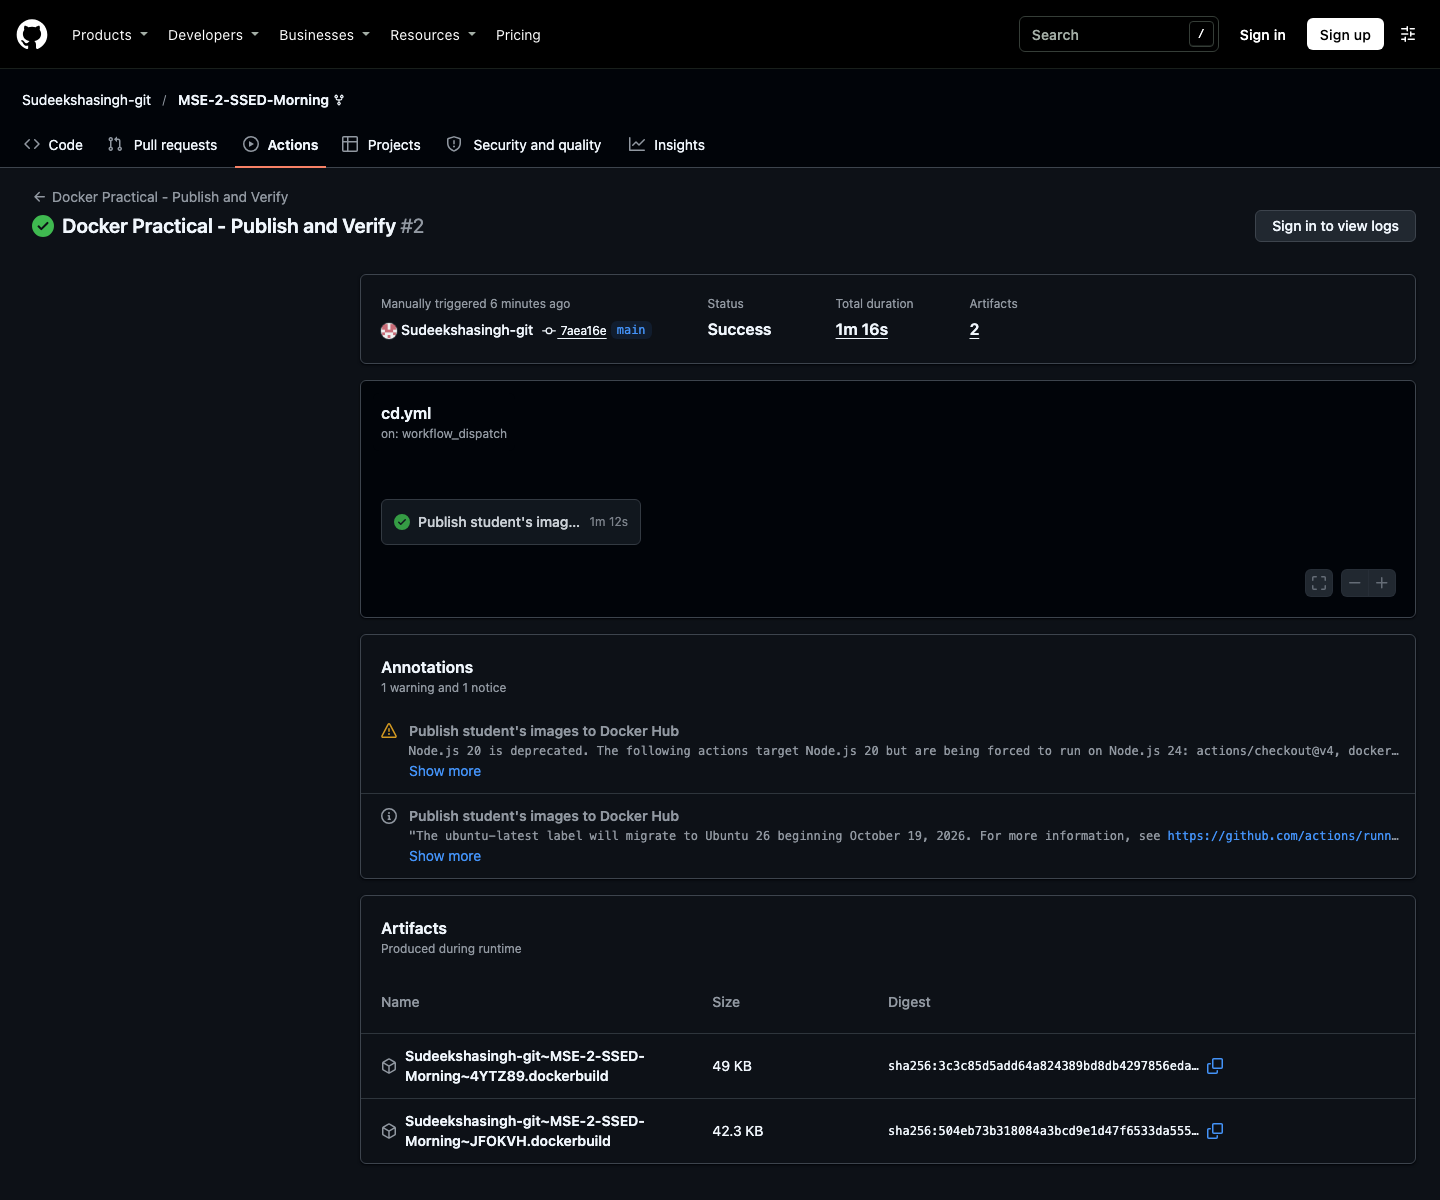 Products Developers Businesses Resources Pricing Search / Sign in Sign up
Sudeekshasingh-git / MSE-2-SSED-Morning
Code Pull requests Actions Projects Security and quality Insights
Docker Practical - Publish and Verify
Docker Practical - Publish and Verify #2
Sign in to view logs
Manually triggered 6 minutes ago Status Total duration Artifacts
Sudeekshasingh-git 7aea16e main Success 1m 16s 2
cd.yml
on: workflow_dispatch
Publish student's imag... 1m 12s
Annotations
1 warning and 1 notice
Publish student's images to Docker Hub
Node.js 20 is deprecated. The following actions target Node.js 20 but are being forced to run on Node.js 24: actions/checkout@v4, docker…
Show more
Publish student's images to Docker Hub
"The ubuntu-latest label will migrate to Ubuntu 26 beginning October 19, 2026. For more information, see https://github.com/actions/runn…
Show more
Artifacts
Produced during runtime
Name Size Digest
Sudeekshasingh-git~MSE-2-SSED-
Morning~4YTZ89.dockerbuild 49 KB sha256:3c3c85d5add64a824389bd8db4297856eda…
Sudeekshasingh-git~MSE-2-SSED-
Morning~JFOKVH.dockerbuild 42.3 KB sha256:504eb73b318084a3bcd9e1d47f6533da555…